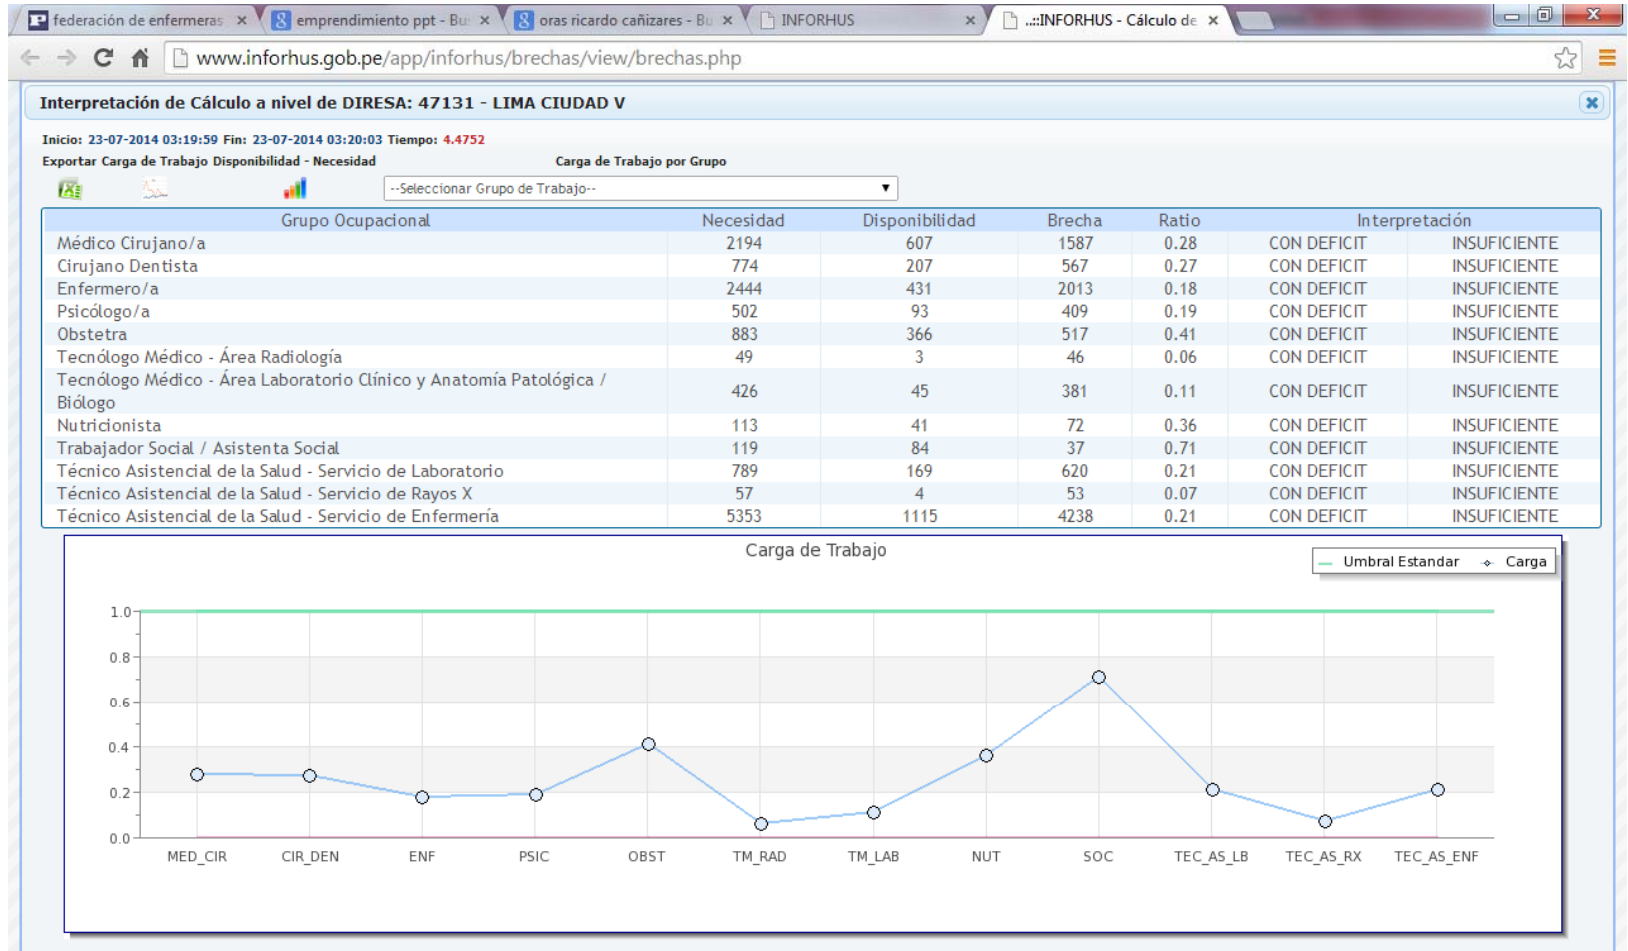 federación de enfermeras
emprendimiento ppt - Bu
oras ricardo cañizares - Bu
INFORHUS
..::INFORHUS - Cálculo de
www.inforhus.gob.pe/app/inforhus/brechas/view/brechas.php
Interpretación de Cálculo a nivel de DIRESA: 47131 - LIMA CIUDAD V
Inicio: 23-07-2014 03:19:59 Fin: 23-07-2014 03:20:03 Tiempo: 4.4752
Exportar Carga de Trabajo Disponibilidad - Necesidad Carga de Trabajo por Grupo
--Seleccionar Grupo de Trabajo--
Grupo Ocupacional Necesidad Disponibilidad Brecha Ratio Interpretación
Médico Cirujano/a 2194 607 1587 0.28 CON DEFICIT INSUFICIENTE
Cirujano Dentista 774 207 567 0.27 CON DEFICIT INSUFICIENTE
Enfermero/a 2444 431 2013 0.18 CON DEFICIT INSUFICIENTE
Psicólogo/a 502 93 409 0.19 CON DEFICIT INSUFICIENTE
Obstetra 883 366 517 0.41 CON DEFICIT INSUFICIENTE
Tecnólogo Médico - Área Radiología 49 3 46 0.06 CON DEFICIT INSUFICIENTE
Tecnólogo Médico - Área Laboratorio Clínico y Anatomía Patológica /
Biólogo 426 45 381 0.11 CON DEFICIT INSUFICIENTE
Nutricionista 113 41 72 0.36 CON DEFICIT INSUFICIENTE
Trabajador Social / Asistenta Social 119 84 37 0.71 CON DEFICIT INSUFICIENTE
Técnico Asistencial de la Salud - Servicio de Laboratorio 789 169 620 0.21 CON DEFICIT INSUFICIENTE
Técnico Asistencial de la Salud - Servicio de Rayos X 57 4 53 0.07 CON DEFICIT INSUFICIENTE
Técnico Asistencial de la Salud - Servicio de Enfermería 5353 1115 4238 0.21 CON DEFICIT INSUFICIENTE
Carga de Trabajo
Umbral Estandar Carga
1.0
0.8
0.6
0.4
0.2
0.0
MED_CIR CIR_DEN ENF PSIC OBST TM_RAD TM_LAB NUT SOC TEC_AS_LB TEC_AS_RX TEC_AS_ENF